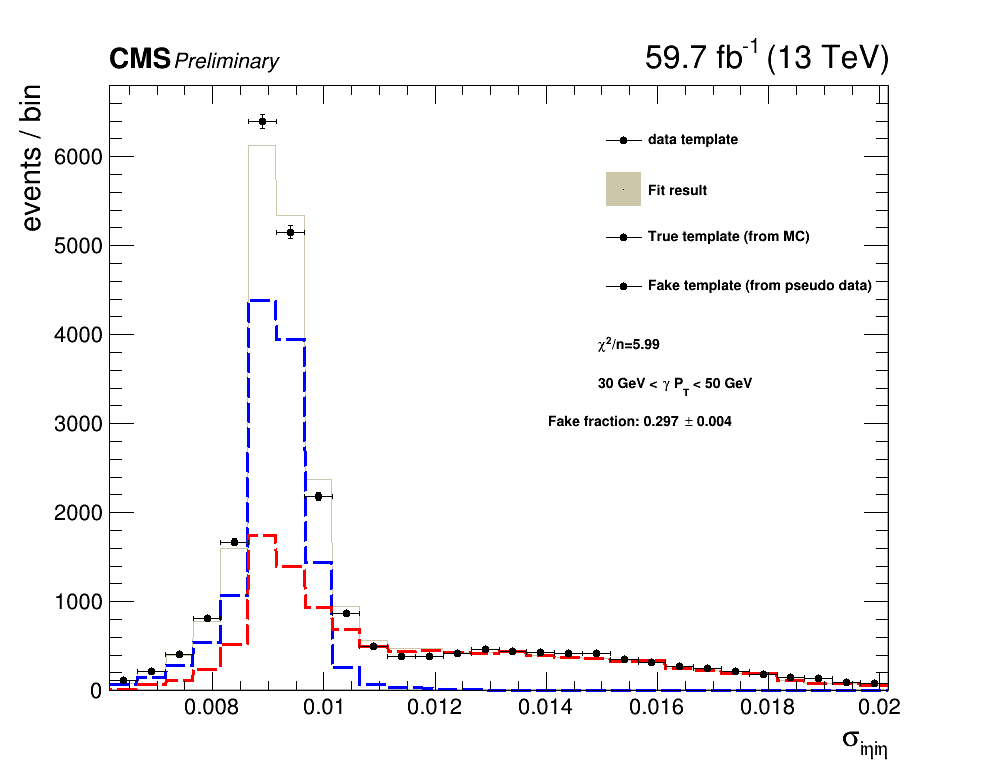 CMS Preliminary
59.7 fb⁻¹ (13 TeV)
events / bin
6000
5000
4000
3000
2000
1000
0
data template
Fit result
True template (from MC)
Fake template (from pseudo data)
χ²/n=5.99
30 GeV < γ P_T < 50 GeV
Fake fraction: 0.297 ± 0.004
0.008 0.01 0.012 0.014 0.016 0.018 0.02
σ_iηiη